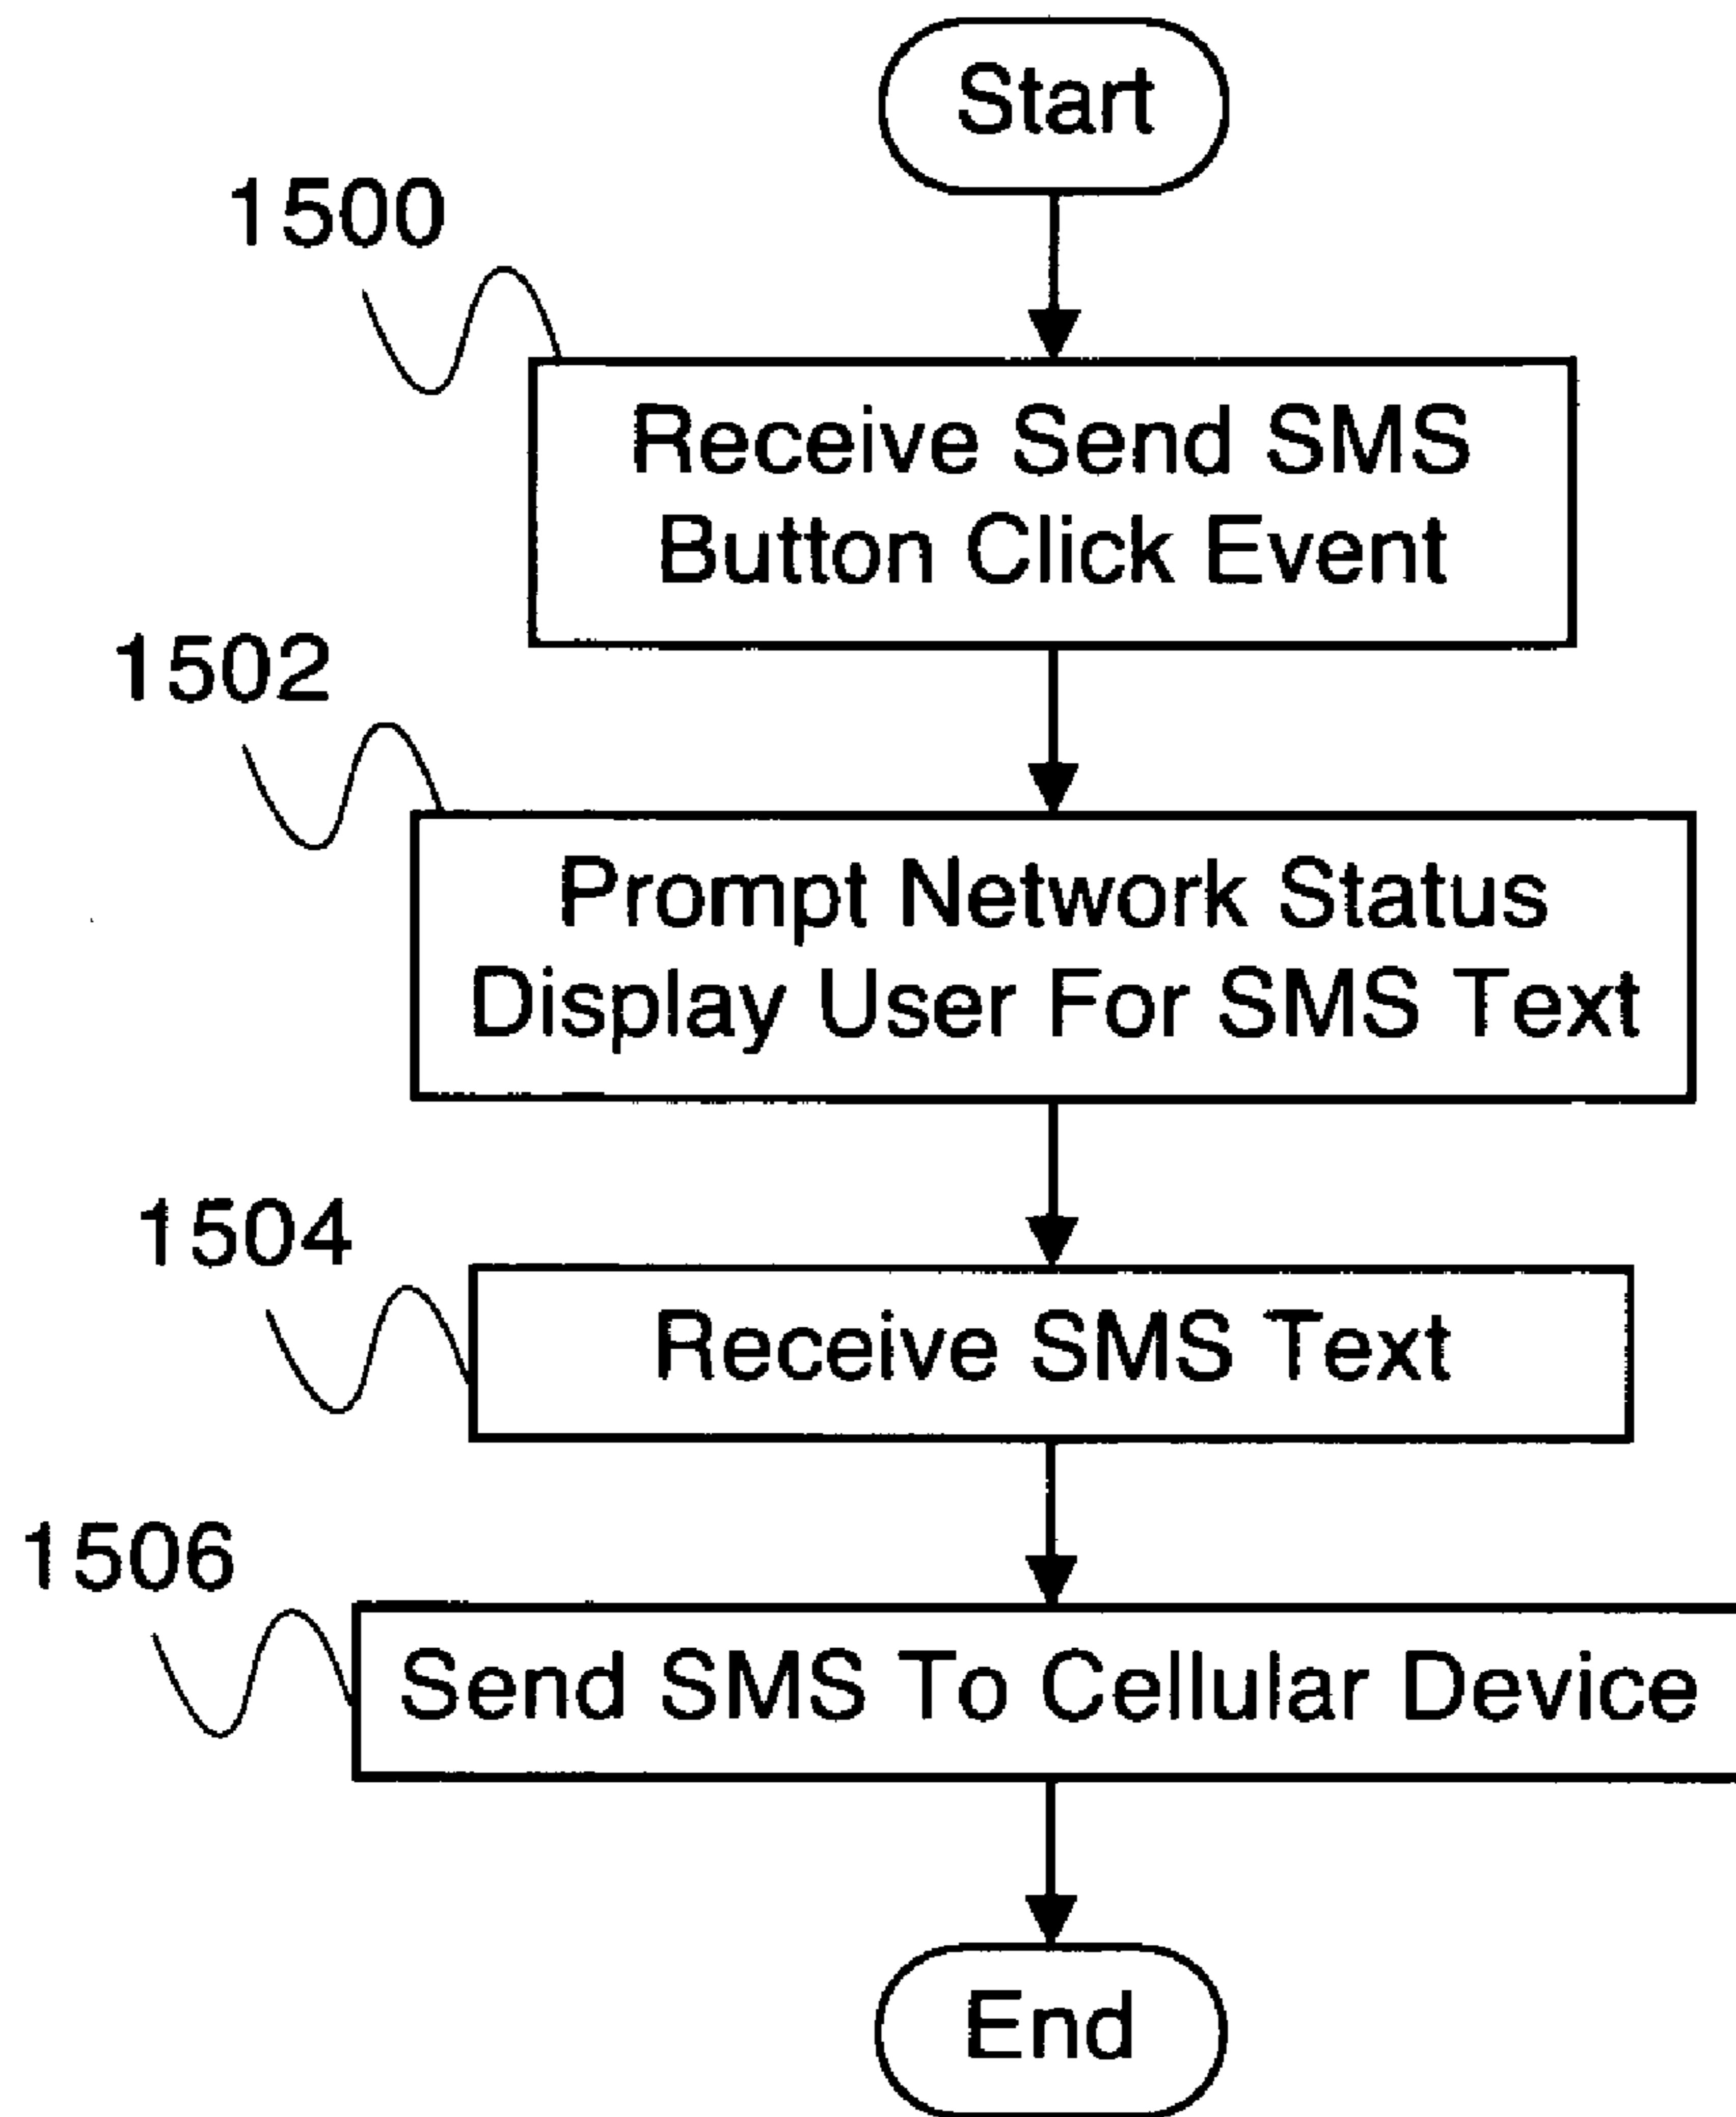 Start
1500
Receive Send SMS
Button Click Event
1502
Prompt Network Status
Display User For SMS Text
1504
Receive SMS Text
1506
Send SMS To Cellular Device
End